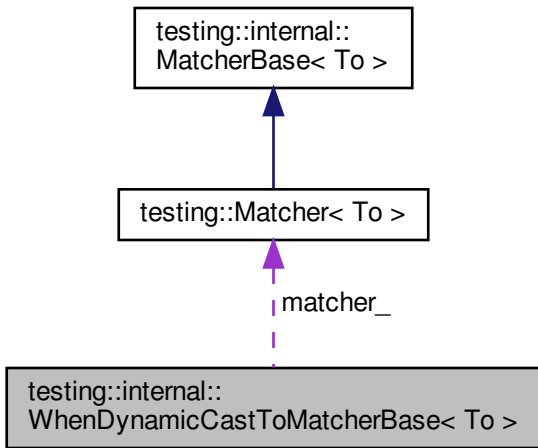 testing::internal::
MatcherBase< To >
testing::Matcher< To >
matcher_
testing::internal::
WhenDynamicCastToMatcherBase< To >